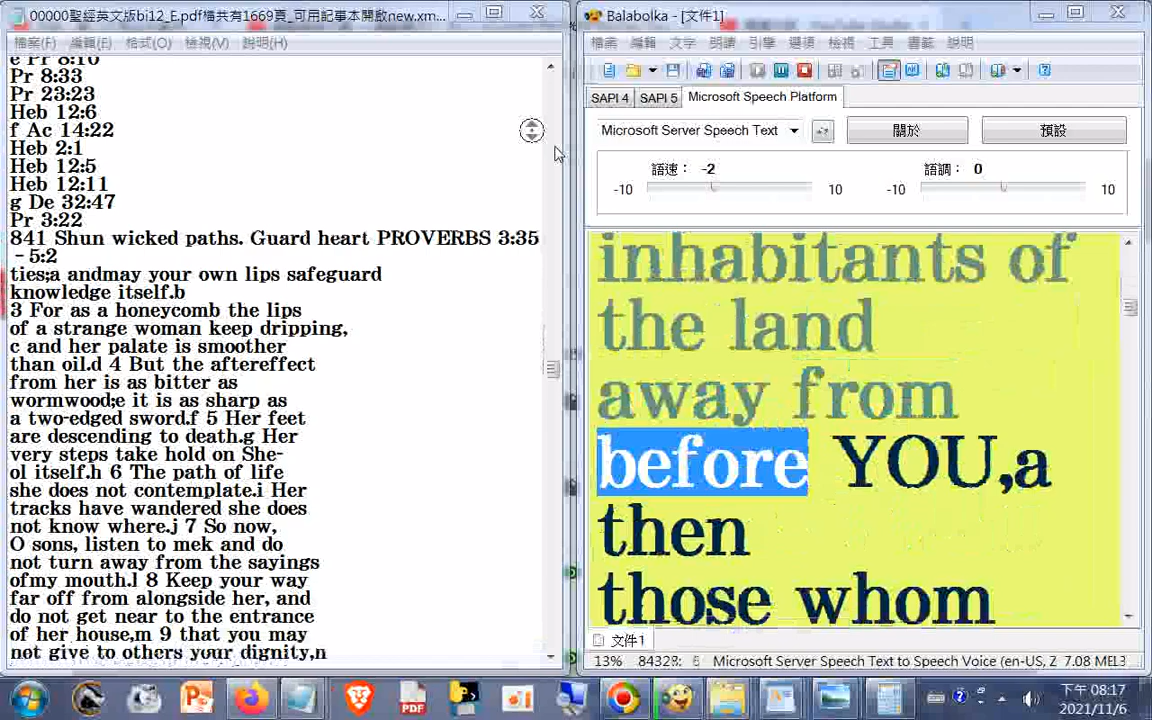 00000聖經英文版bi12_E.pdf檔共有1669頁_可用記事本開啟new.xm...
檔案(F) 編輯(E) 格式(O) 檢視(V) 說明(H)
e Pr 8:10
Pr 8:33
Pr 23:23
Heb 12:6
f Ac 14:22
Heb 2:1
Heb 12:5
Heb 12:11
g De 32:47
Pr 3:22
841 Shun wicked paths. Guard heart PROVERBS 3:35
- 5:2
ties;a andmay your own lips safeguard
knowledge itself.b
3 For as a honeycomb the lips
of a strange woman keep dripping,
c and her palate is smoother
than oil.d 4 But the aftereffect
from her is as bitter as
wormwood;e it is as sharp as
a two-edged sword.f 5 Her feet
are descending to death.g Her
very steps take hold on She-
ol itself.h 6 The path of life
she does not contemplate.i Her
tracks have wandered she does
not know where.j 7 So now,
O sons, listen to mek and do
not turn away from the sayings
ofmy mouth.l 8 Keep your way
far off from alongside her, and
do not get near to the entrance
of her house,m 9 that you may
not give to others your dignity,n
Balabolka - [文件1]
檔案 編輯 文字 朗讀 引擎 選項 檢視 工具 書籤 說明
SAPI 4 SAPI 5 Microsoft Speech Platform
Microsoft Server Speech Text 關於 預設
語速： -2 語調： 0
-10 10 -10 10
inhabitants of
the land
away from
before YOU,a
then
those whom
文件1
13% Microsoft Server Speech Text to Speech Voice (en-US, Z 7.08 MB
PDF
下午 08:17
2021/11/6